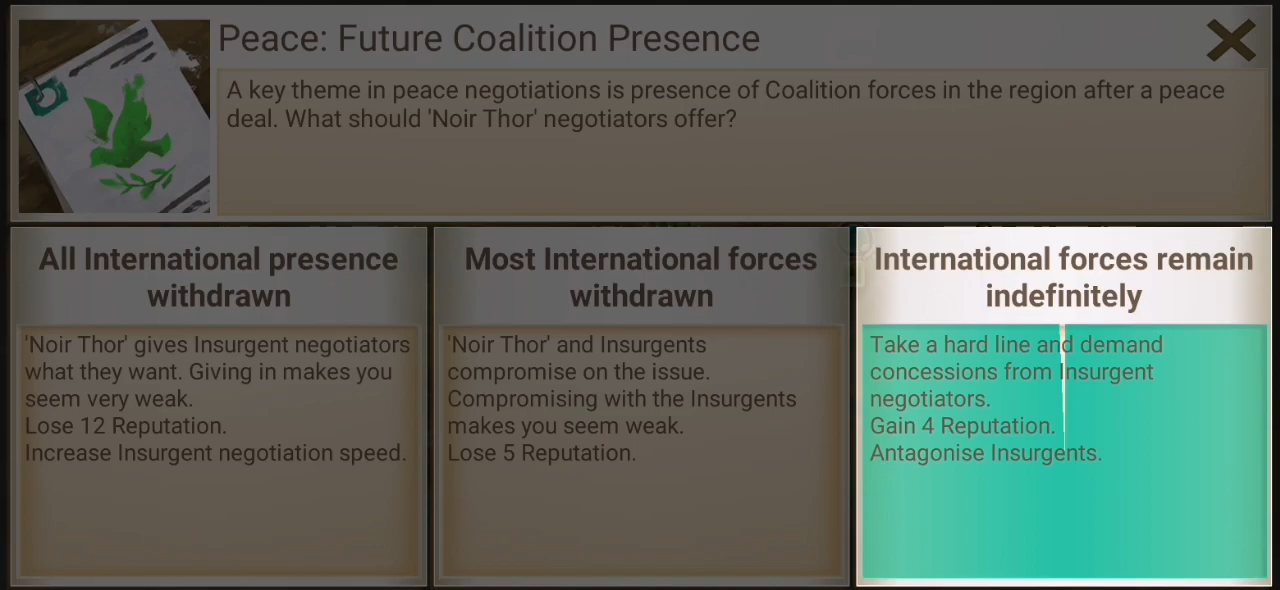 Peace: Future Coalition Presence
A key theme in peace negotiations is presence of Coalition forces in the region after a peace
deal. What should 'Noir Thor' negotiators offer?
All International presence
withdrawn
'Noir Thor' gives Insurgent negotiators
what they want. Giving in makes you
seem very weak.
Lose 12 Reputation.
Increase Insurgent negotiation speed.
Most International forces
withdrawn
'Noir Thor' and Insurgents
compromise on the issue.
Compromising with the Insurgents
makes you seem weak.
Lose 5 Reputation.
International forces remain
indefinitely
Take a hard line and demand
concessions from Insurgent
negotiators.
Gain 4 Reputation.
Antagonise Insurgents.